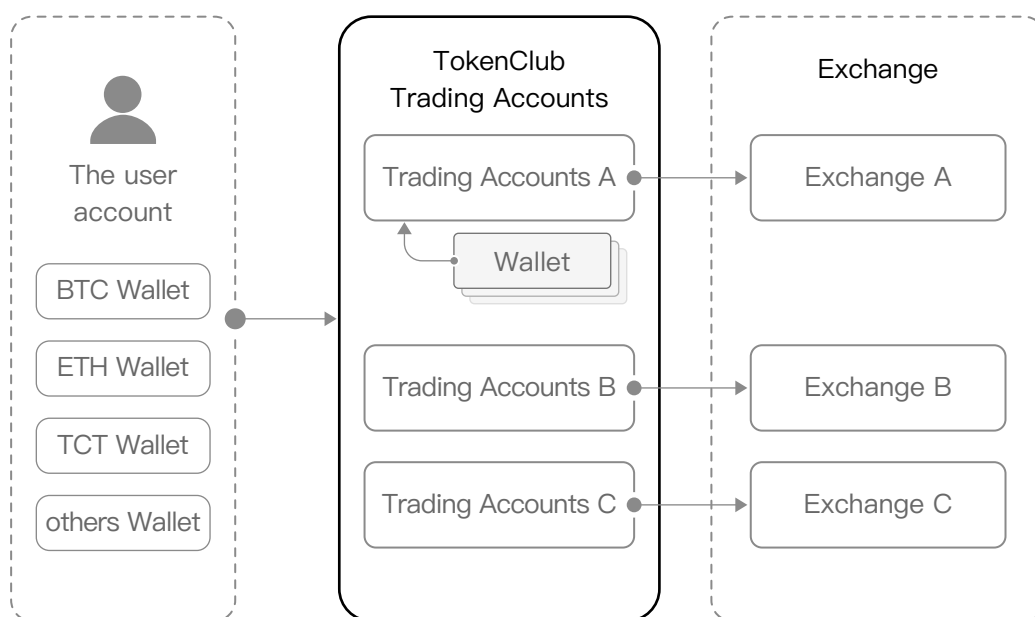 The user
account
BTC Wallet
ETH Wallet
TCT Wallet
others Wallet
TokenClub
Trading Accounts
Trading Accounts A
Wallet
Trading Accounts B
Trading Accounts C
Exchange
Exchange A
Exchange B
Exchange C